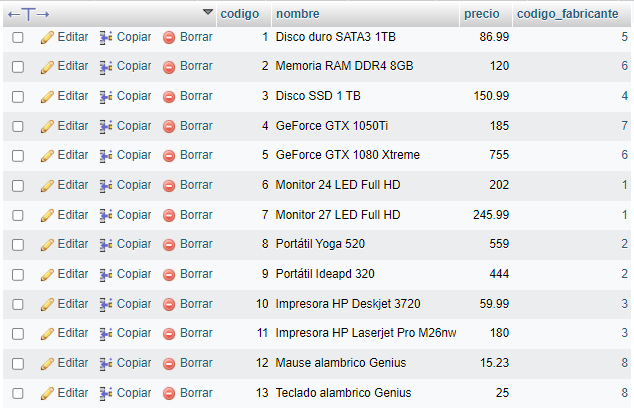 ←T→ codigo nombre precio codigo_fabricante
Editar Copiar Borrar 1 Disco duro SATA3 1TB 86.99 5
Editar Copiar Borrar 2 Memoria RAM DDR4 8GB 120 6
Editar Copiar Borrar 3 Disco SSD 1 TB 150.99 4
Editar Copiar Borrar 4 GeForce GTX 1050Ti 185 7
Editar Copiar Borrar 5 GeForce GTX 1080 Xtreme 755 6
Editar Copiar Borrar 6 Monitor 24 LED Full HD 202 1
Editar Copiar Borrar 7 Monitor 27 LED Full HD 245.99 1
Editar Copiar Borrar 8 Portátil Yoga 520 559 2
Editar Copiar Borrar 9 Portátil Ideapd 320 444 2
Editar Copiar Borrar 10 Impresora HP Deskjet 3720 59.99 3
Editar Copiar Borrar 11 Impresora HP Laserjet Pro M26nw 180 3
Editar Copiar Borrar 12 Mause alambrico Genius 15.23 8
Editar Copiar Borrar 13 Teclado alambrico Genius 25 8